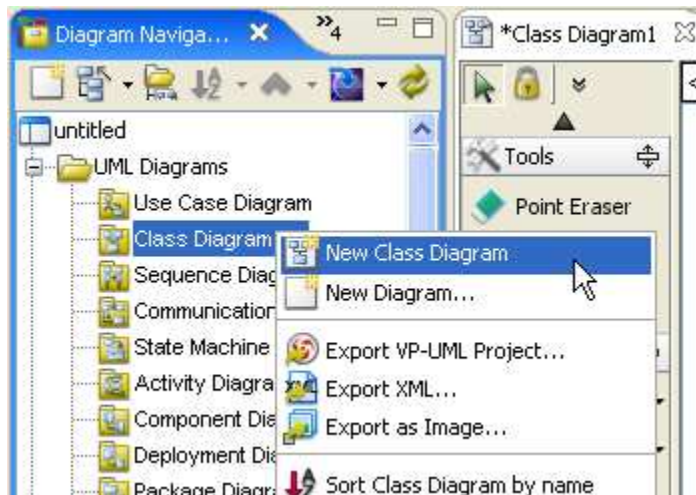 Diagram Naviga...
4
*Class Diagram1
untitled
UML Diagrams
Tools
Use Case Diagram
Point Eraser
Class Diagram
New Class Diagram
Sequence Diag
New Diagram...
Communication
State Machine
Export VP-UML Project...
Activity Diagra
Export XML...
Component Dia
Export as Image...
Deployment Dia
Package Diagr
Sort Class Diagram by name